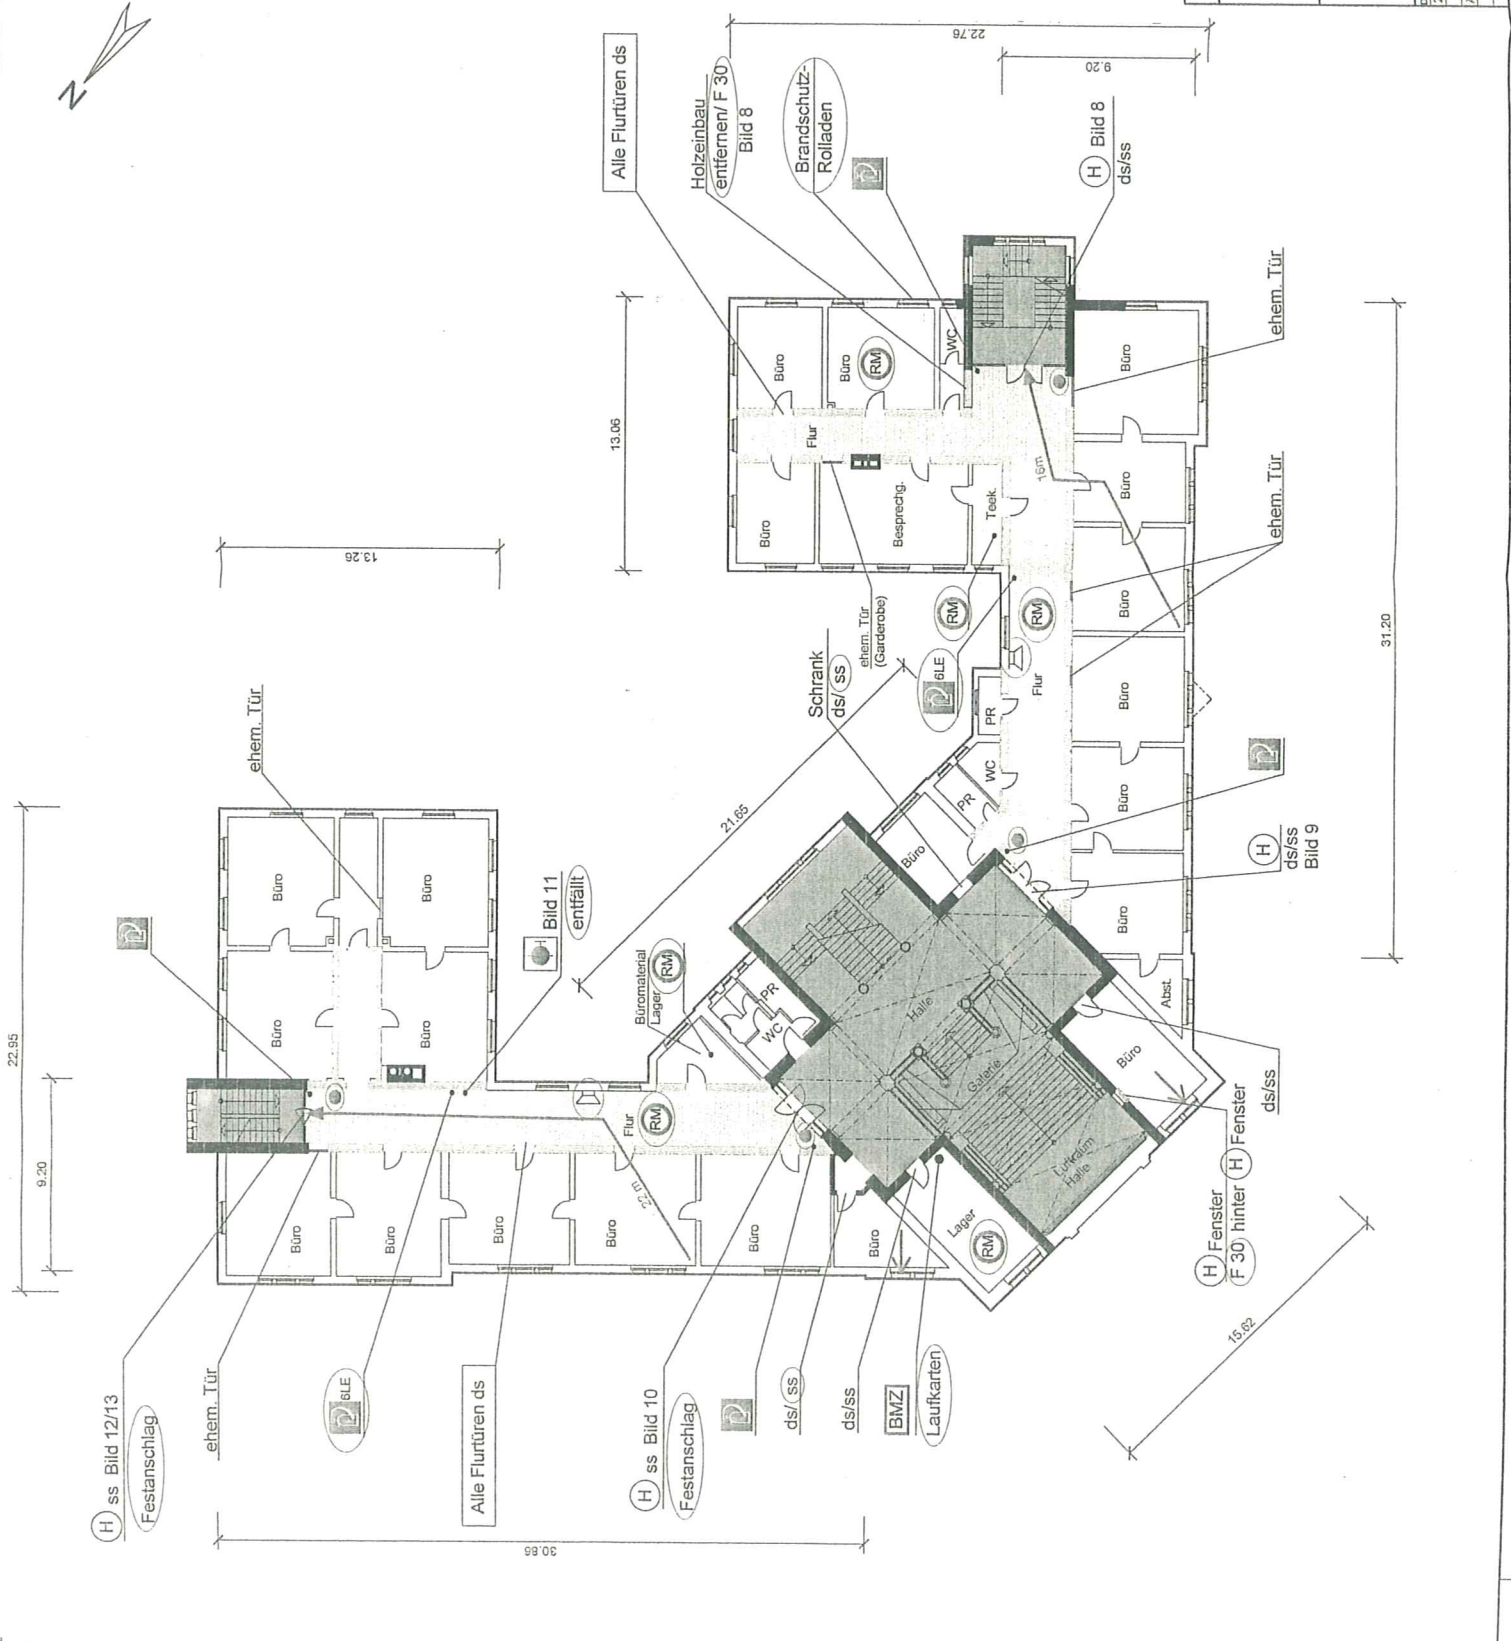 N
22.76
9.20
Alle Flurtüren ds
Holzeinbau
entfernen/ F 30
Bild 8
Brandschutz-
Rolladen
H Bild 8
ds/ss
13.06
Büro
Büro
RM
WC
Flur
Büro
Besprechg.
Teek.
ehem. Tür
(Garderobe)
RM
6LE
RM
Flur
16m
Büro
Büro
Büro
Büro
Büro
Büro
ehem. Tür
ehem. Tür
31.20
Schrank
ds/ ss
PR
WC
PR
Büro
H
ds/ss
Bild 9
21.65
13.26
ehem. Tür
22.95
9.20
Büro
Büro
Büro
Büro
Bild 11
entfällt
Büromaterial
Lager
RM
PR
WC
Flur
RM
22 m
Büro
Büro
Büro
Büro
Büro
Büro
Halle
Galerie
Luftraum
Halle
Lager
RM
Büro
Abst.
ds/ss
H Fenster
F 30 hinter H Fenster
15.62
H ss Bild 12/13
Festanschlag
ehem. Tür
6LE
Alle Flurtüren ds
H ss Bild 10
Festanschlag
ds/ ss
ds/ss
BMZ
Laufkarten
30.86